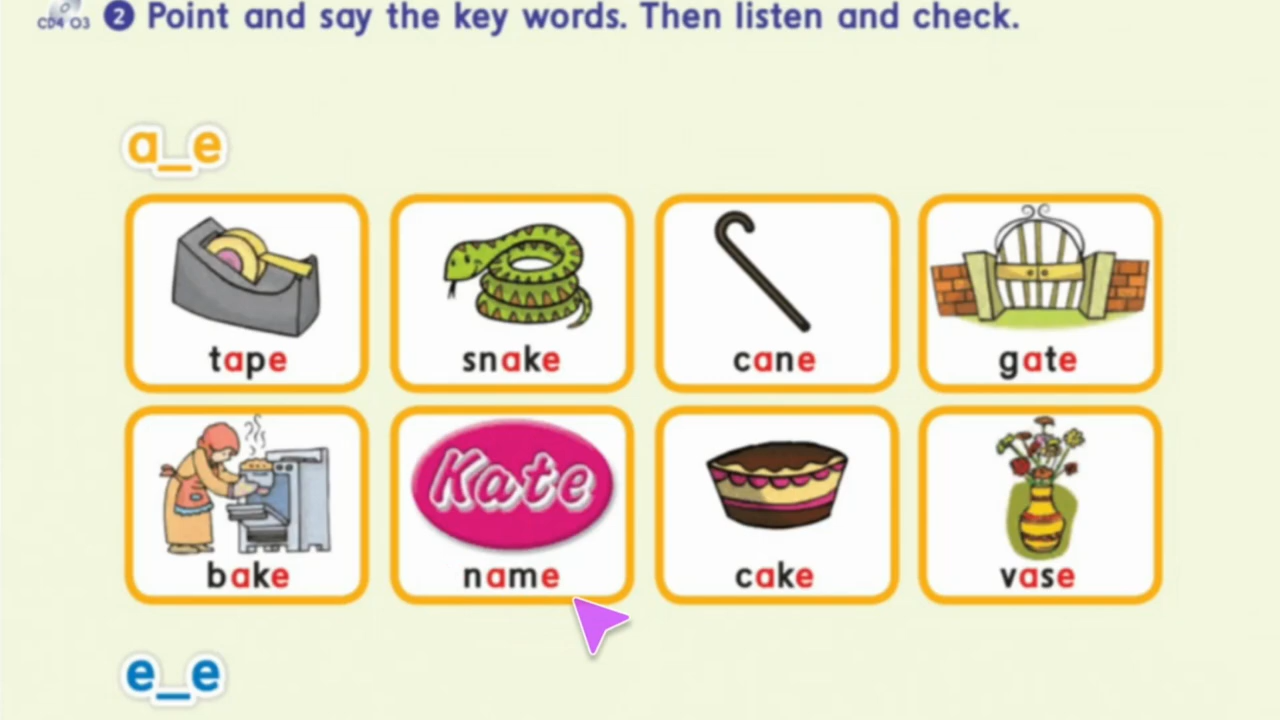 CD4 03 2 Point and say the key words. Then listen and check.
a_e
tape snake cane gate
Kate
bake name cake vase
e_e